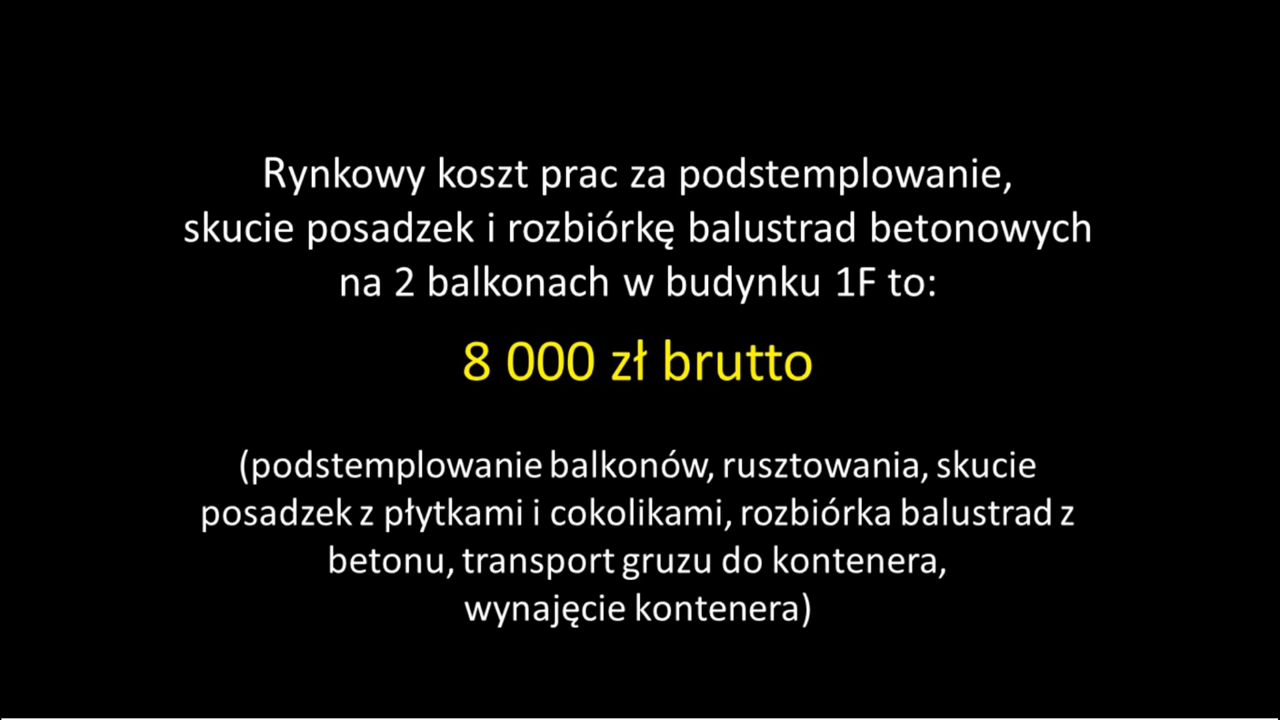 Rynkowy koszt prac za podstemplowanie,
skucie posadzek i rozbiórkę balustrad betonowych
na 2 balkonach w budynku 1F to:
8 000 zł brutto
(podstemplowanie balkonów, rusztowania, skucie
posadzek z płytkami i cokolikami, rozbiórka balustrad z
betonu, transport gruzu do kontenera,
wynajęcie kontenera)